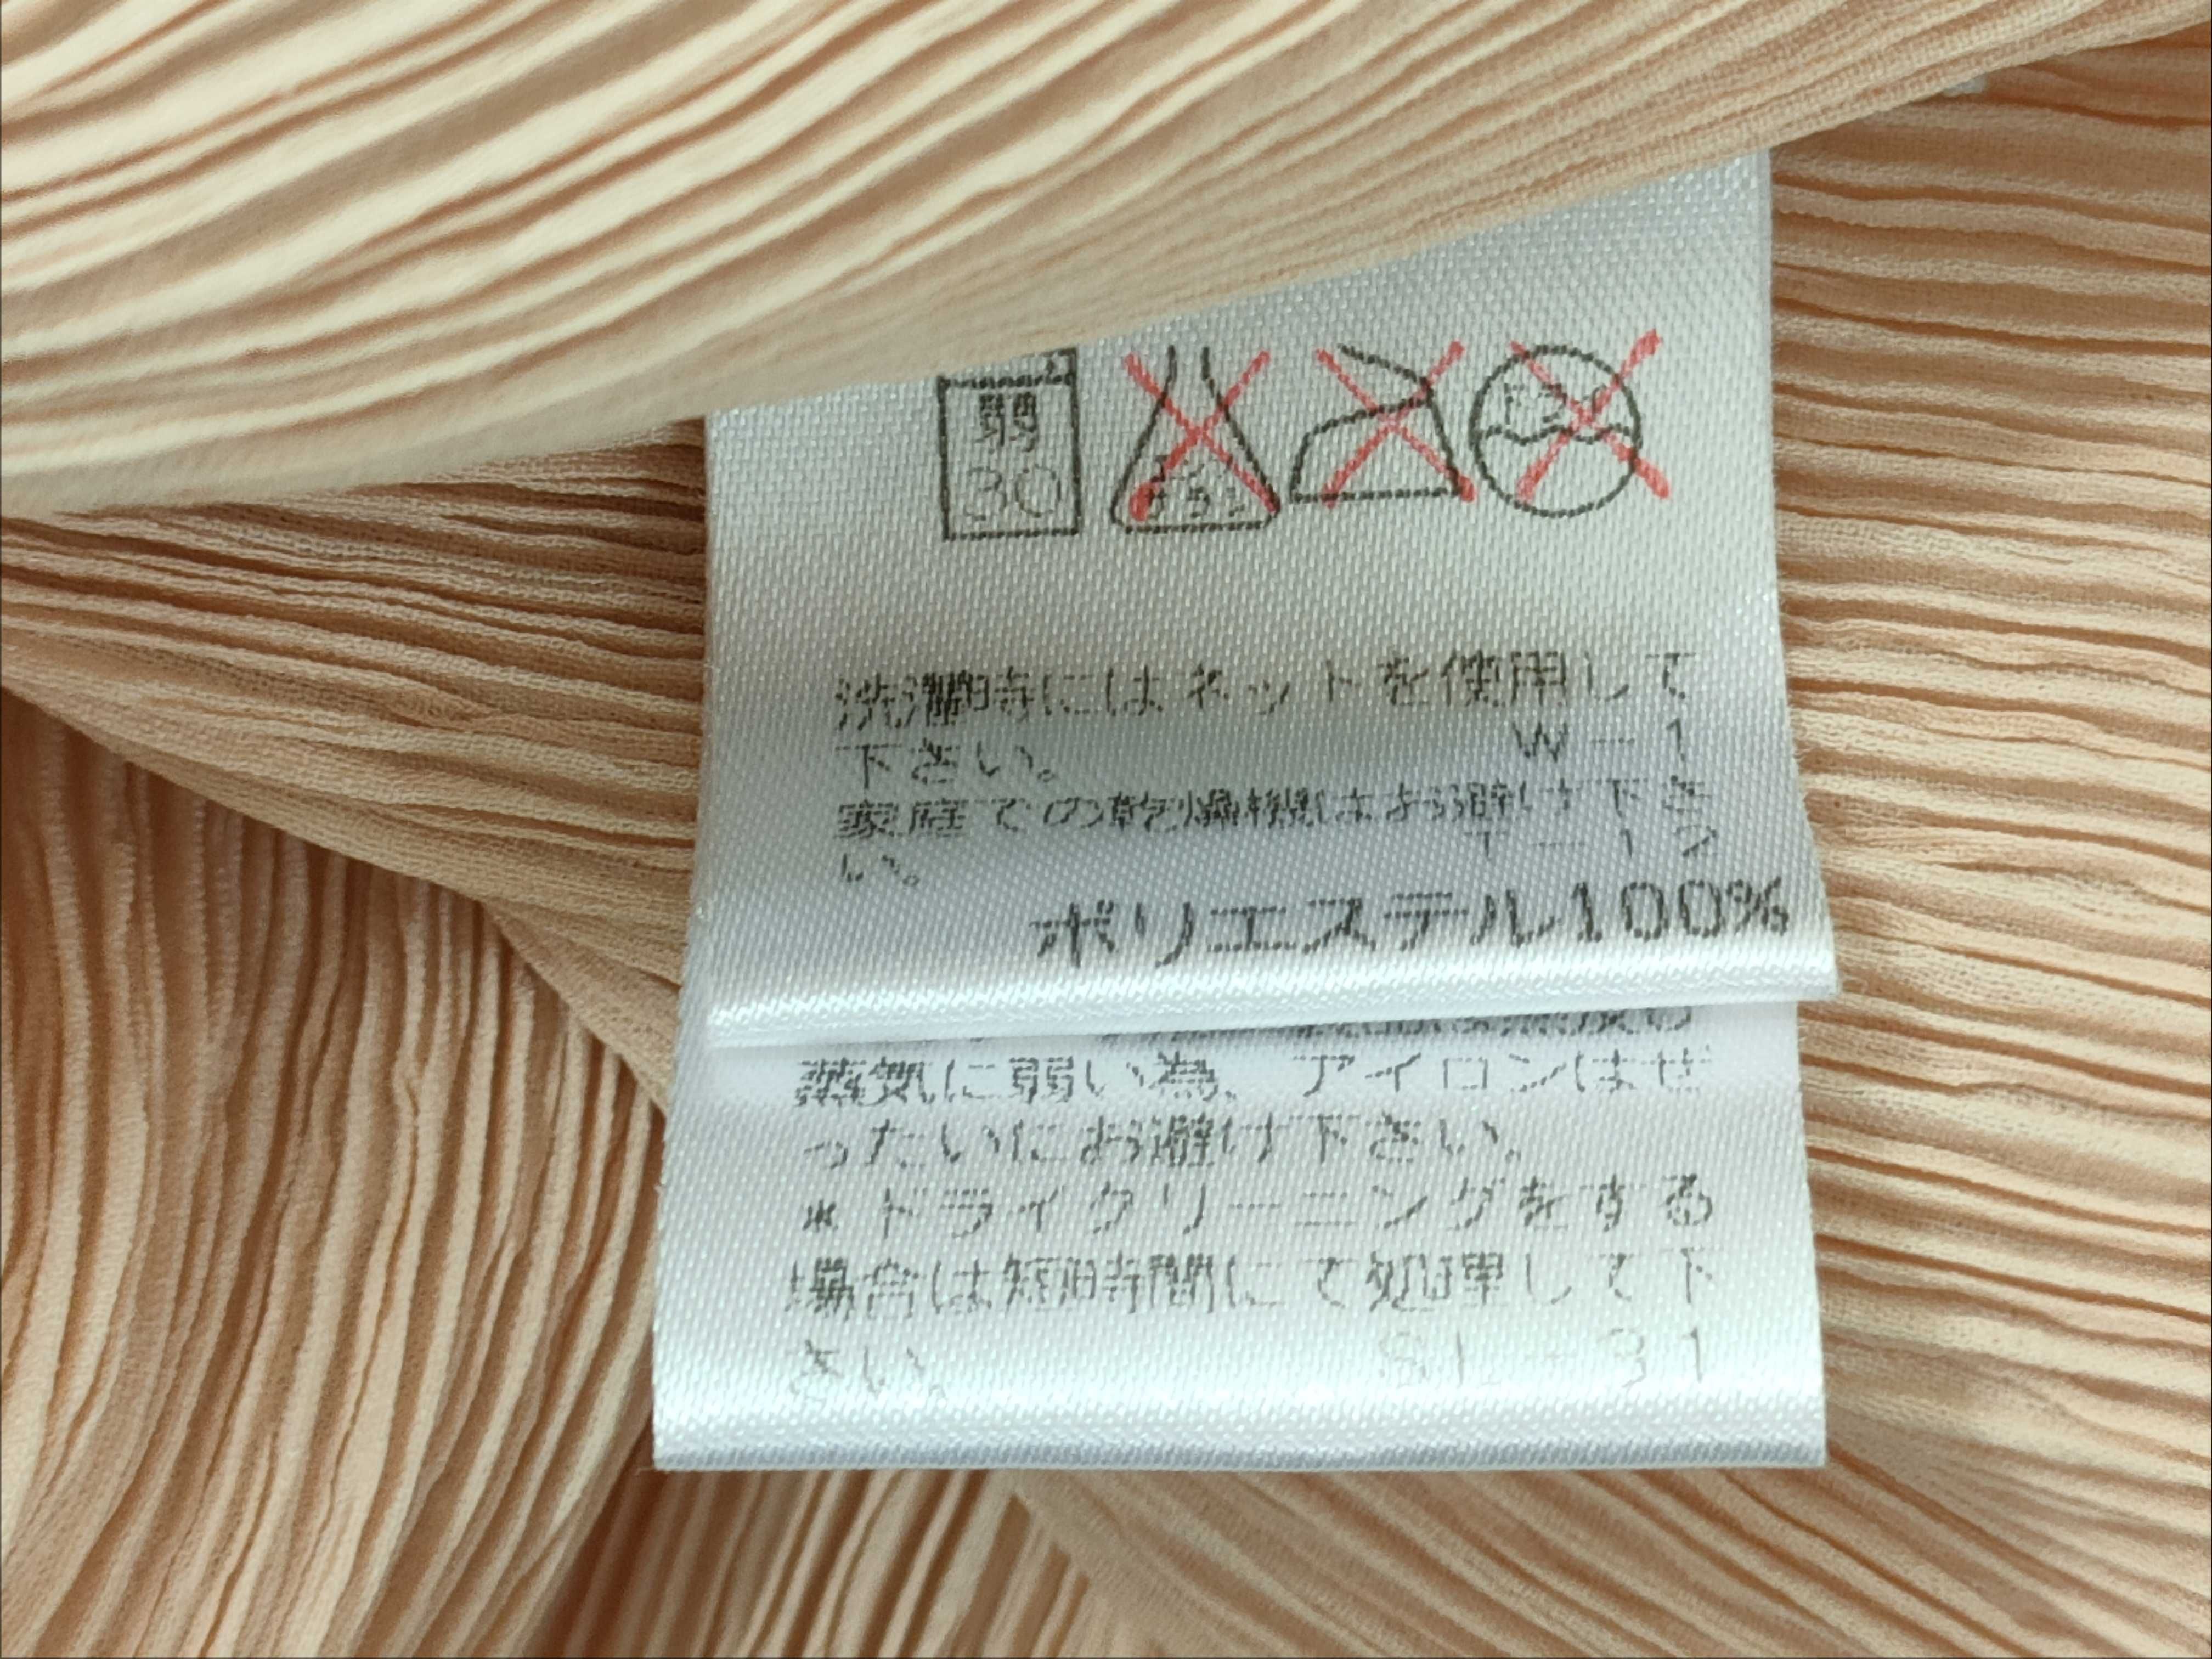 弱
30
洗濯時にはネットを使用して
下さい。 W－1
家庭での乾燥機はお避け下さ
い。 T－12
ポリエステル100%
蒸気に弱い為、アイロンはぜ
ったいにお避け下さい。
*ドライクリーニングをする
場合は短時間にて処理して下
さい。 SI－31